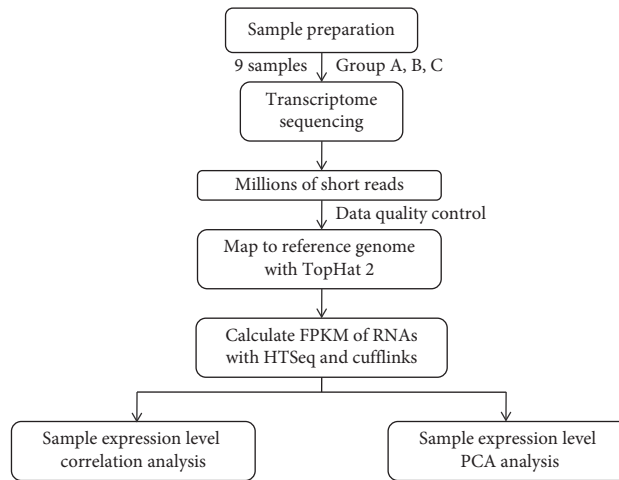 Sample preparation
9 samples
Group A, B, C
Transcriptome
sequencing
Millions of short reads
Data quality control
Map to reference genome
with TopHat 2
Calculate FPKM of RNAs
with HTSeq and cufflinks
Sample expression level
correlation analysis
Sample expression level
PCA analysis